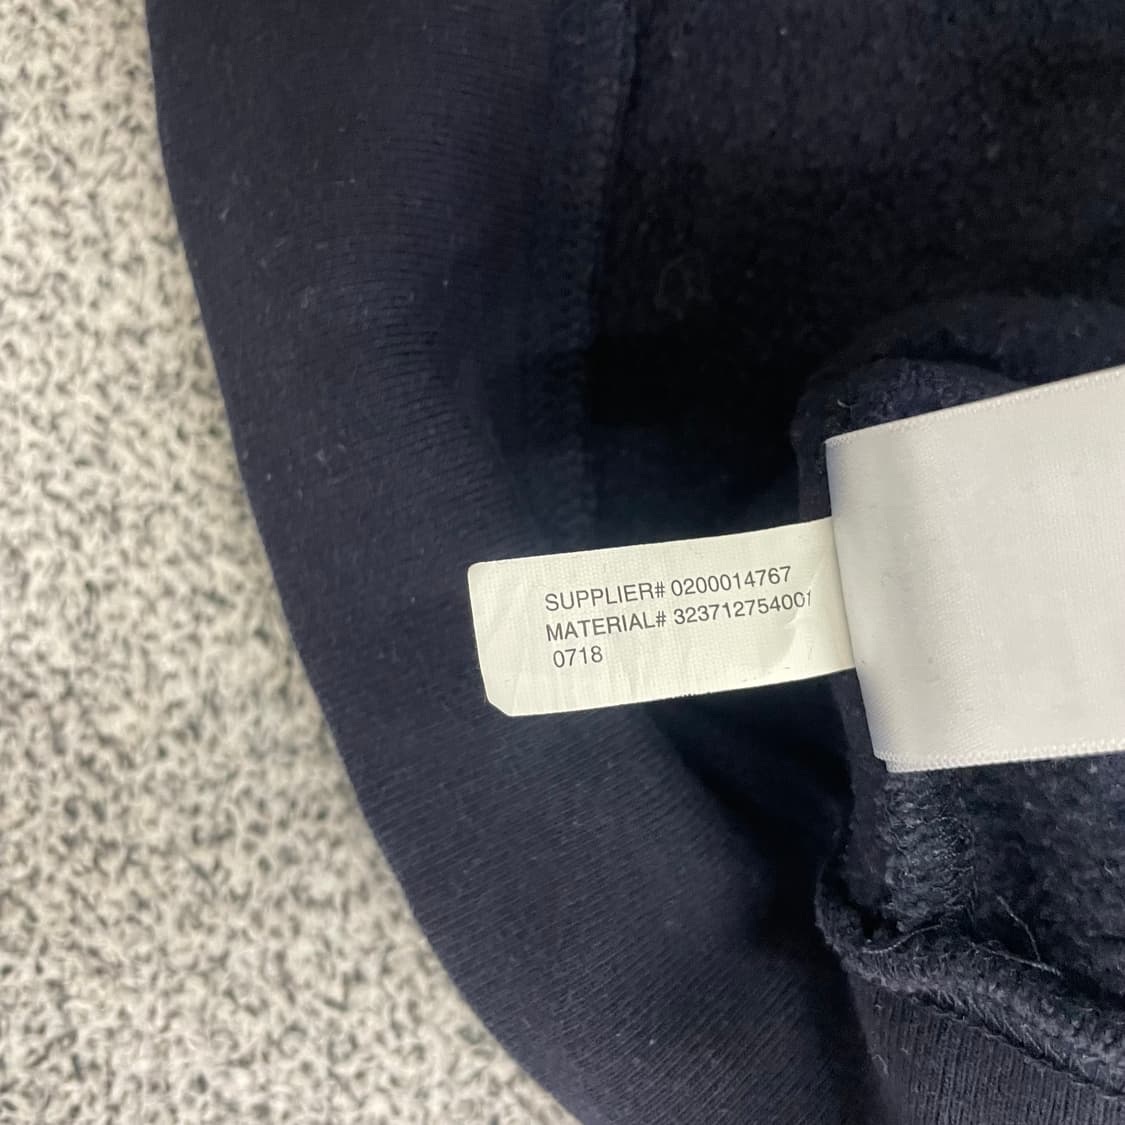 SUPPLIER# 0200014767
MATERIAL# 323712754001
0718